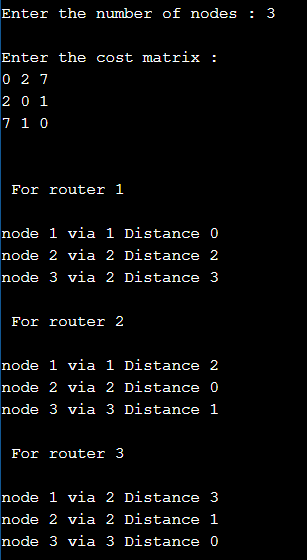 Enter the number of nodes : 3
Enter the cost matrix :
0 2 7
2 0 1
7 1 0
For router 1
node 1 via 1 Distance 0
node 2 via 2 Distance 2
node 3 via 2 Distance 3
For router 2
node 1 via 1 Distance 2
node 2 via 2 Distance 0
node 3 via 3 Distance 1
For router 3
node 1 via 2 Distance 3
node 2 via 2 Distance 1
node 3 via 3 Distance 0